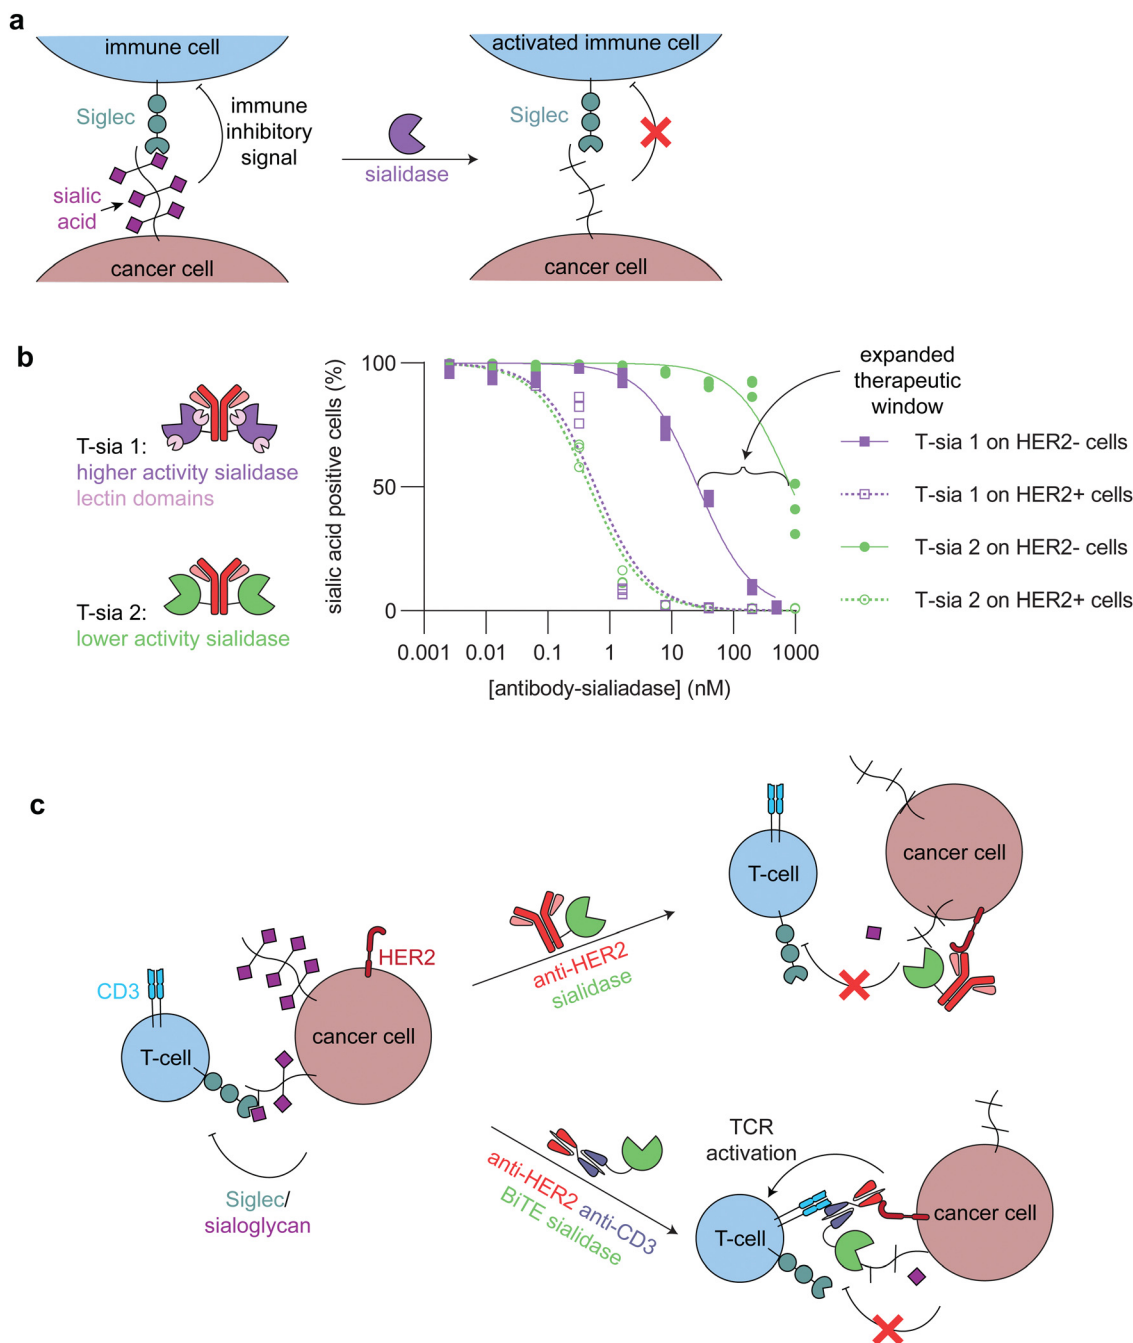 a
immune cell
Siglec
immune
inhibitory
signal
sialic
acid
cancer cell
sialidase
activated immune cell
Siglec
cancer cell
b
T-sia 1:
higher activity sialidase
lectin domains
T-sia 2:
lower activity sialidase
sialic acid positive cells (%)
100
50
0
0.001 0.01 0.1 1 10 100 1000
[antibody-sialiadase] (nM)
expanded
therapeutic
window
T-sia 1 on HER2- cells
T-sia 1 on HER2+ cells
T-sia 2 on HER2- cells
T-sia 2 on HER2+ cells
c
CD3
T-cell
HER2
cancer cell
Siglec/
sialoglycan
anti-HER2
sialidase
T-cell
cancer cell
anti-HER2 anti-CD3
BiTE sialidase
TCR
activation
T-cell
cancer cell